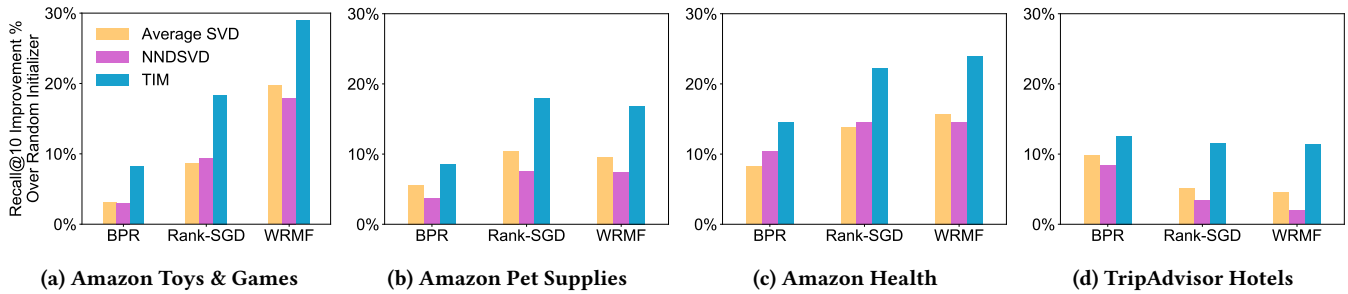 Recall@10 Improvement %
Over Random Initializer
30%
20%
10%
0%
Average SVD
NNDSVD
TIM
BPR Rank-SGD WRMF
(a) Amazon Toys & Games
30%
20%
10%
0%
BPR Rank-SGD WRMF
(b) Amazon Pet Supplies
30%
20%
10%
0%
BPR Rank-SGD WRMF
(c) Amazon Health
30%
20%
10%
0%
BPR Rank-SGD WRMF
(d) TripAdvisor Hotels